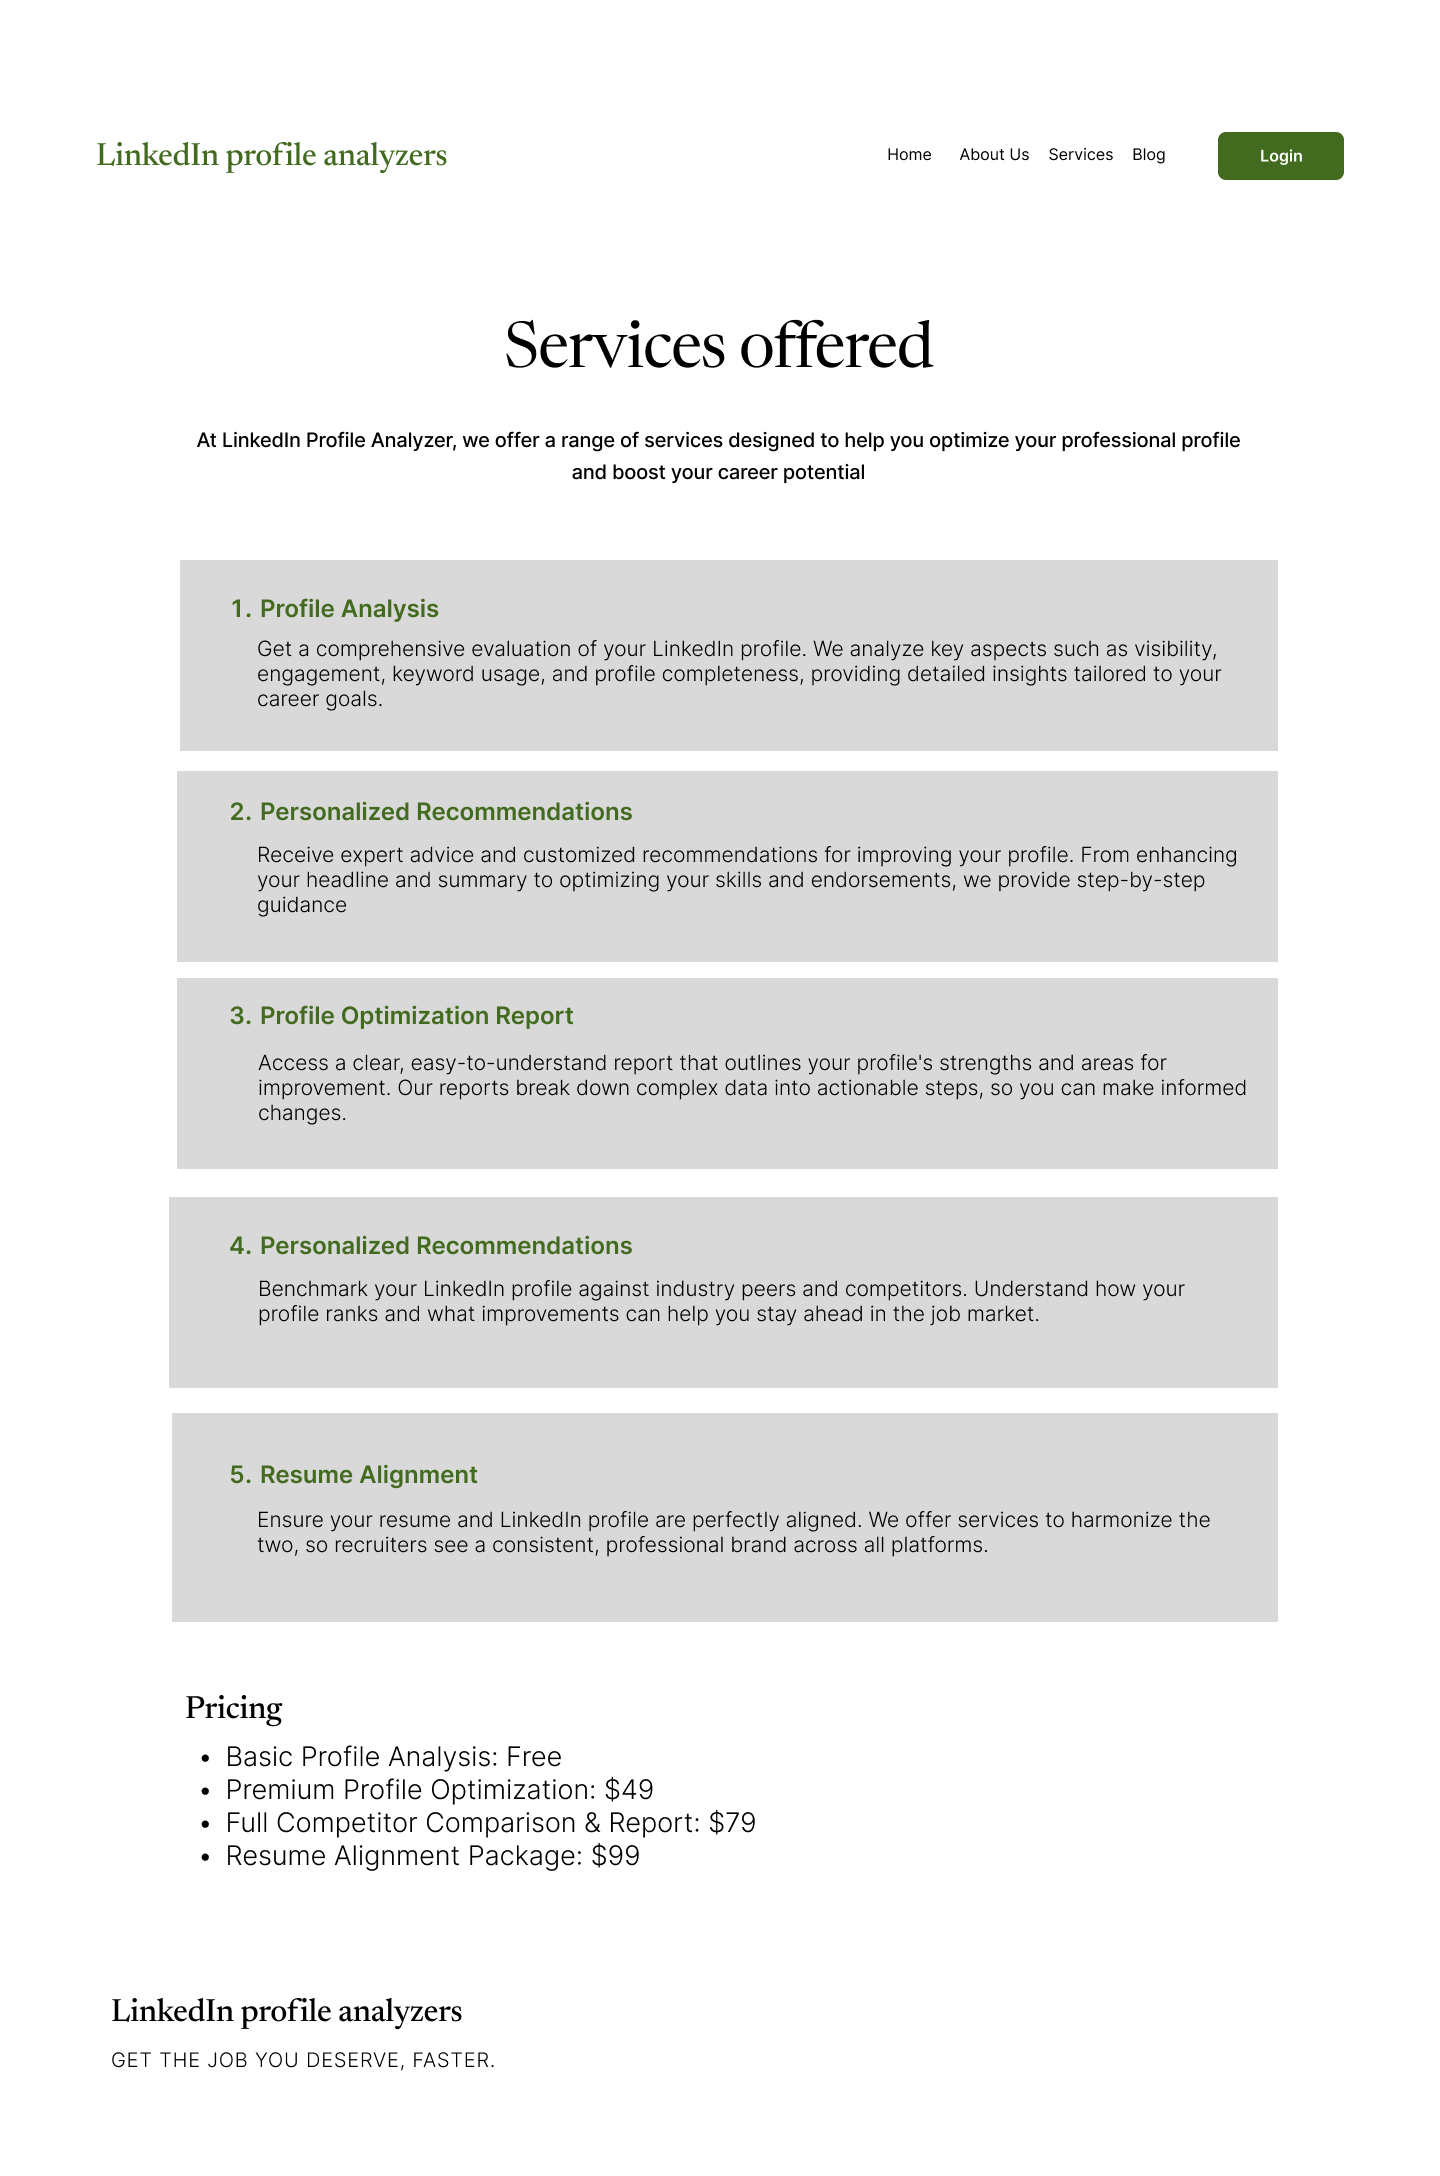 LinkedIn profile analyzers
Home About Us Services Blog Login
Services offered
At LinkedIn Profile Analyzer, we offer a range of services designed to help you optimize your professional profile
and boost your career potential
1. Profile Analysis
Get a comprehensive evaluation of your LinkedIn profile. We analyze key aspects such as visibility,
engagement, keyword usage, and profile completeness, providing detailed insights tailored to your
career goals.
2. Personalized Recommendations
Receive expert advice and customized recommendations for improving your profile. From enhancing
your headline and summary to optimizing your skills and endorsements, we provide step-by-step
guidance
3. Profile Optimization Report
Access a clear, easy-to-understand report that outlines your profile's strengths and areas for
improvement. Our reports break down complex data into actionable steps, so you can make informed
changes.
4. Personalized Recommendations
Benchmark your LinkedIn profile against industry peers and competitors. Understand how your
profile ranks and what improvements can help you stay ahead in the job market.
5. Resume Alignment
Ensure your resume and LinkedIn profile are perfectly aligned. We offer services to harmonize the
two, so recruiters see a consistent, professional brand across all platforms.
Pricing
• Basic Profile Analysis: Free
• Premium Profile Optimization: $49
• Full Competitor Comparison & Report: $79
• Resume Alignment Package: $99
LinkedIn profile analyzers
GET THE JOB YOU DESERVE, FASTER.